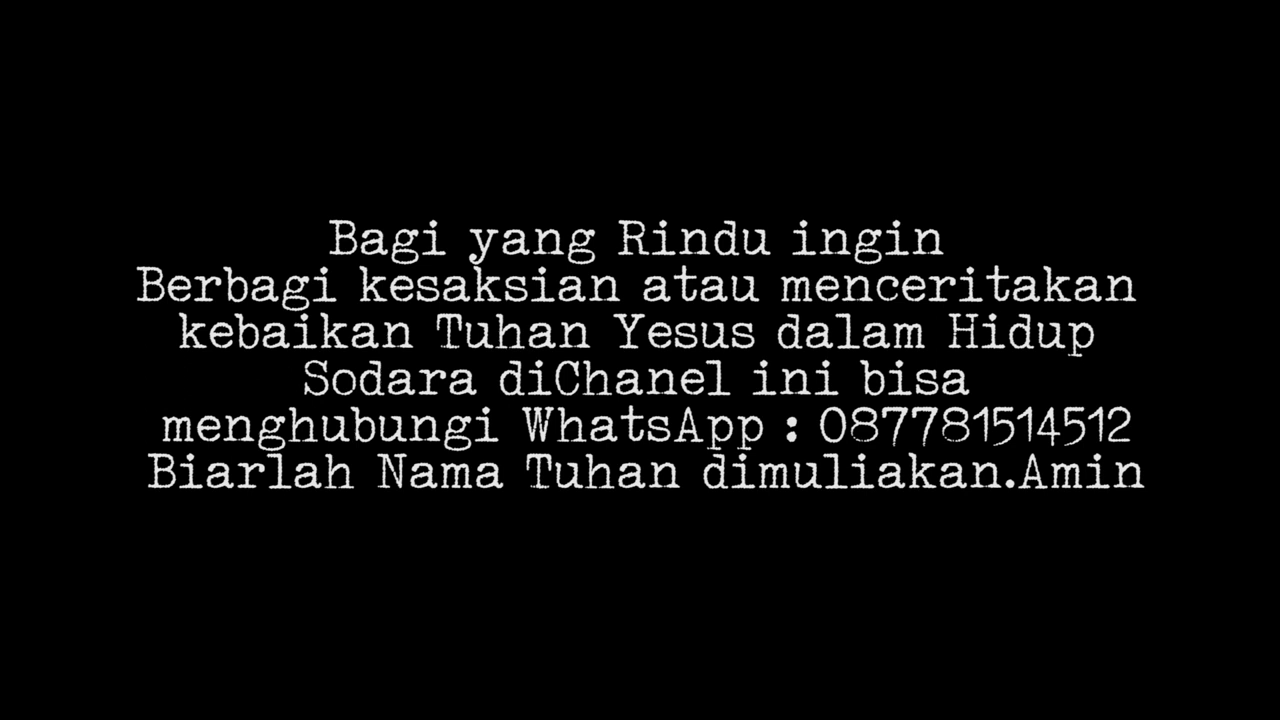 Bagi yang Rindu ingin
Berbagi kesaksian atau menceritakan
kebaikan Tuhan Yesus dalam Hidup
Sodara diChanel ini bisa
menghubungi WhatsApp : 087781514512
Biarlah Nama Tuhan dimuliakan.Amin